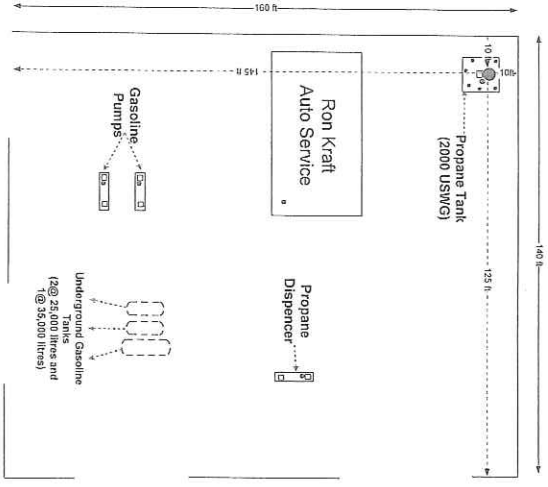 160 ft
10 ft
10ft
145 ft
Ron Kraft
Auto Service
Gasoline
Pumps
Propane Tank
(2000 USWG)
140 ft
125 ft
Propane
Dispencer
Underground Gasoline
Tanks
(2@ 25,000 litres and
1@ 35,000 litres)